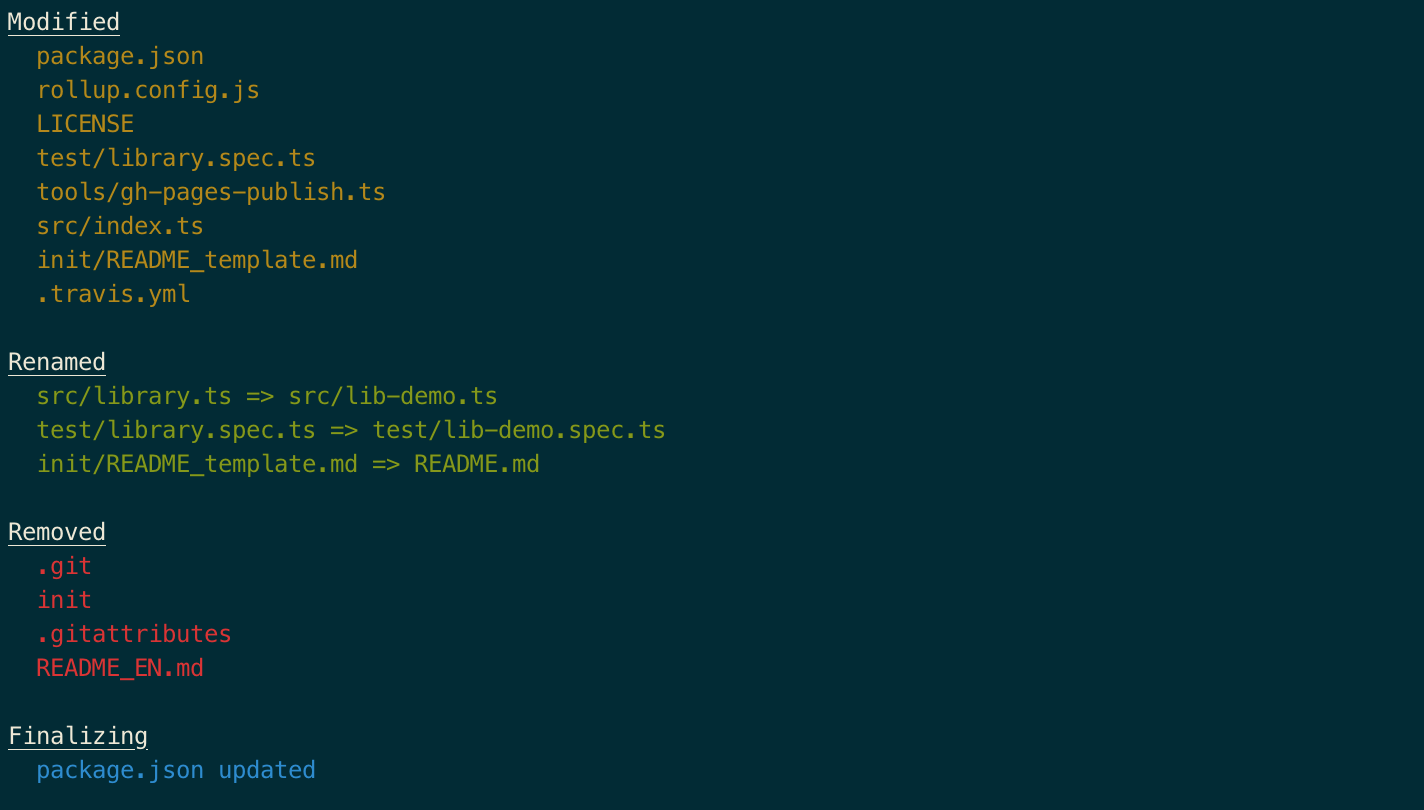 Modified
package.json
rollup.config.js
LICENSE
test/library.spec.ts
tools/gh-pages-publish.ts
src/index.ts
init/README_template.md
.travis.yml
Renamed
src/library.ts => src/lib-demo.ts
test/library.spec.ts => test/lib-demo.spec.ts
init/README_template.md => README.md
Removed
.git
init
.gitattributes
README_EN.md
Finalizing
package.json updated